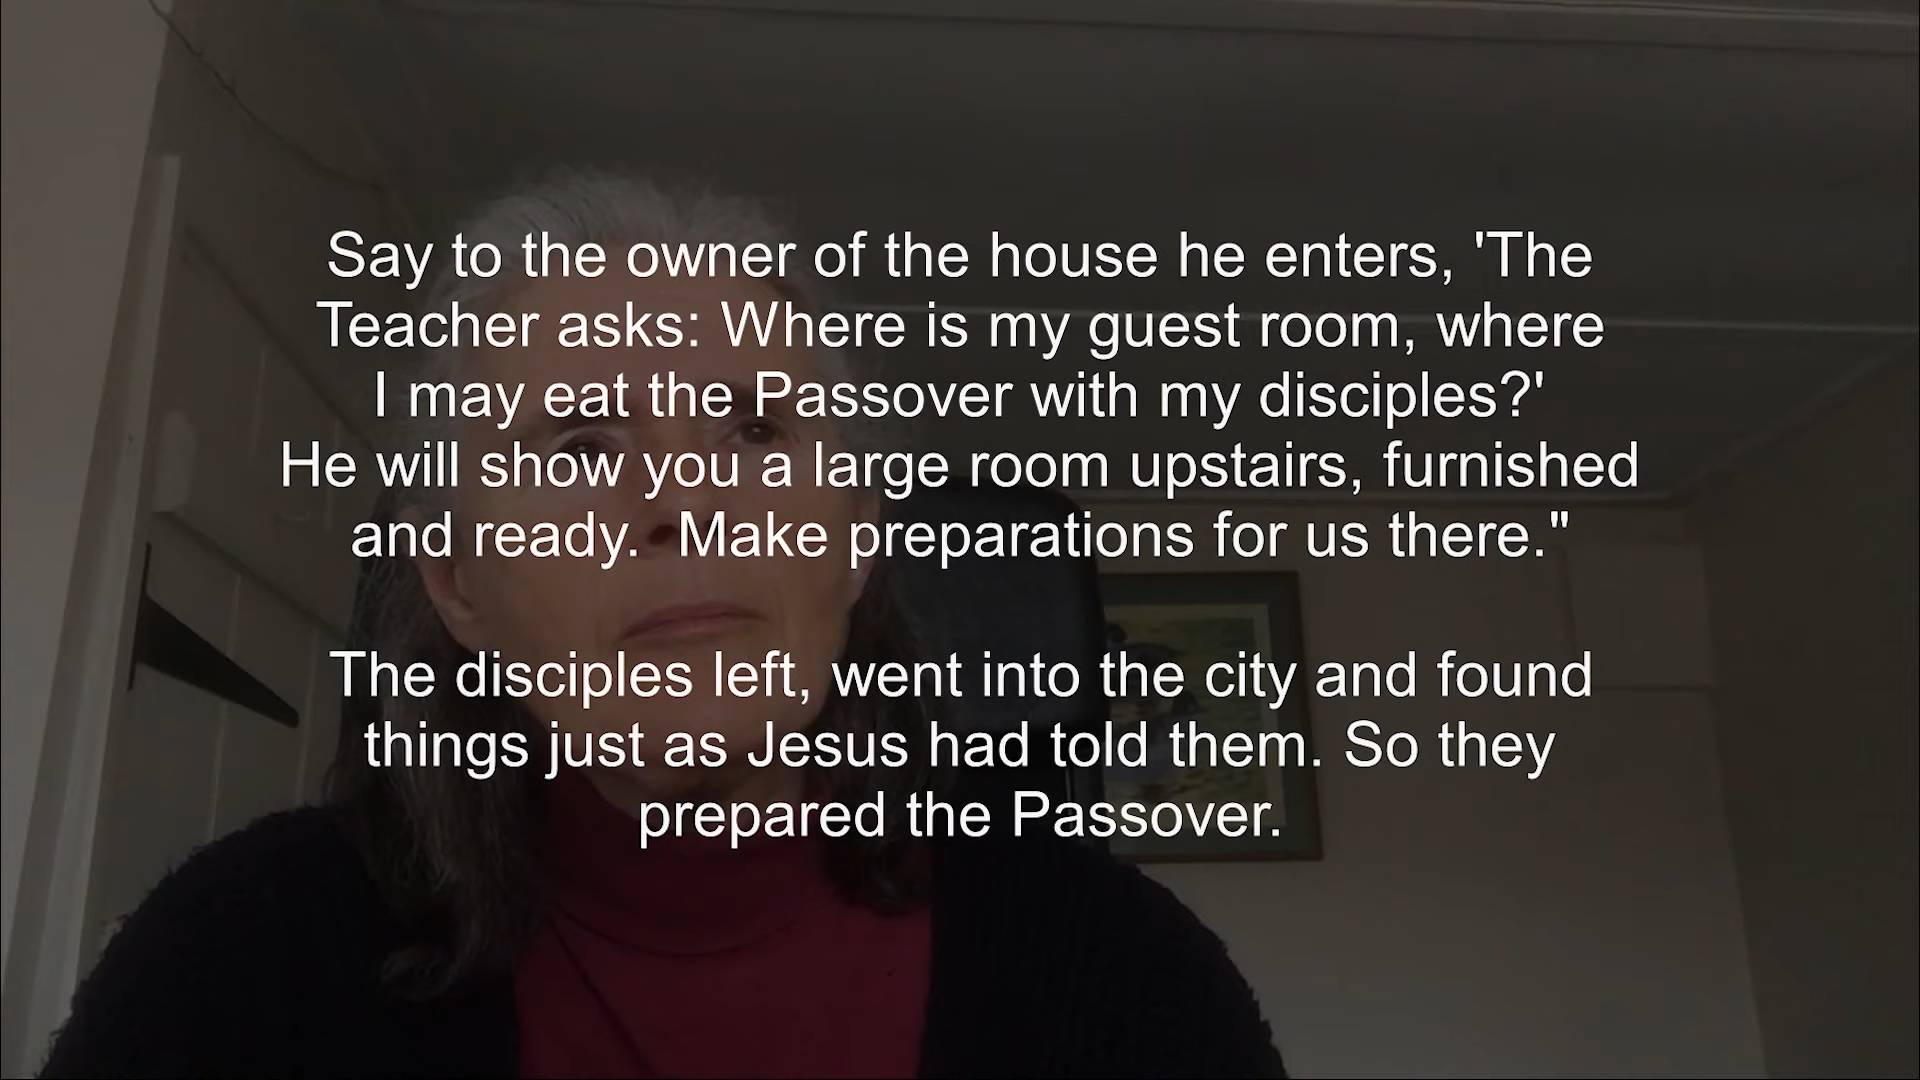 Say to the owner of the house he enters, 'The
Teacher asks: Where is my guest room, where
I may eat the Passover with my disciples?'
He will show you a large room upstairs, furnished
and ready.  Make preparations for us there."
The disciples left, went into the city and found
things just as Jesus had told them. So they
prepared the Passover.